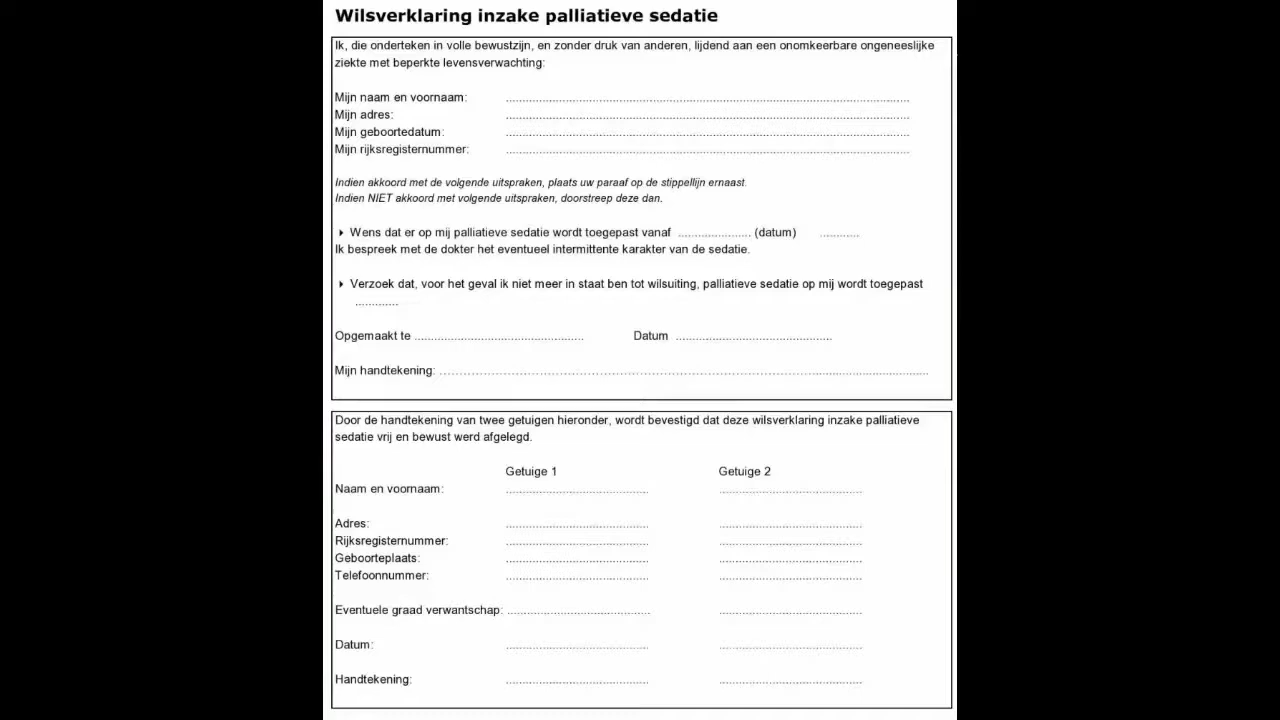 Wilsverklaring inzake palliatieve sedatie
Ik, die onderteken in volle bewustzijn, en zonder druk van anderen, lijdend aan een onomkeerbare ongeneeslijke
ziekte met beperkte levensverwachting:
Mijn naam en voornaam: ..........................................................................................................................
Mijn adres: ..........................................................................................................................
Mijn geboortedatum: ..........................................................................................................................
Mijn rijksregisternummer: ..........................................................................................................................
Indien akkoord met de volgende uitspraken, plaats uw paraaf op de stippellijn ernaast.
Indien NIET akkoord met volgende uitspraken, doorstreep deze dan.
Wens dat er op mij palliatieve sedatie wordt toegepast vanaf ...................... (datum) ............
Ik bespreek met de dokter het eventueel intermittente karakter van de sedatie.
Verzoek dat, voor het geval ik niet meer in staat ben tot wilsuiting, palliatieve sedatie op mij wordt toegepast
.............
Opgemaakt te ................................................... Datum ...............................................
Mijn handtekening: ....................................................................................................................
Door de handtekening van twee getuigen hieronder, wordt bevestigd dat deze wilsverklaring inzake palliatieve
sedatie vrij en bewust werd afgelegd.
Getuige 1 Getuige 2
Naam en voornaam: ........................................... ...........................................
Adres: ........................................... ...........................................
Rijksregisternummer: ........................................... ...........................................
Geboorteplaats: ........................................... ...........................................
Telefoonnummer: ........................................... ...........................................
Eventuele graad verwantschap: ........................................... ...........................................
Datum: ........................................... ...........................................
Handtekening: ........................................... ...........................................